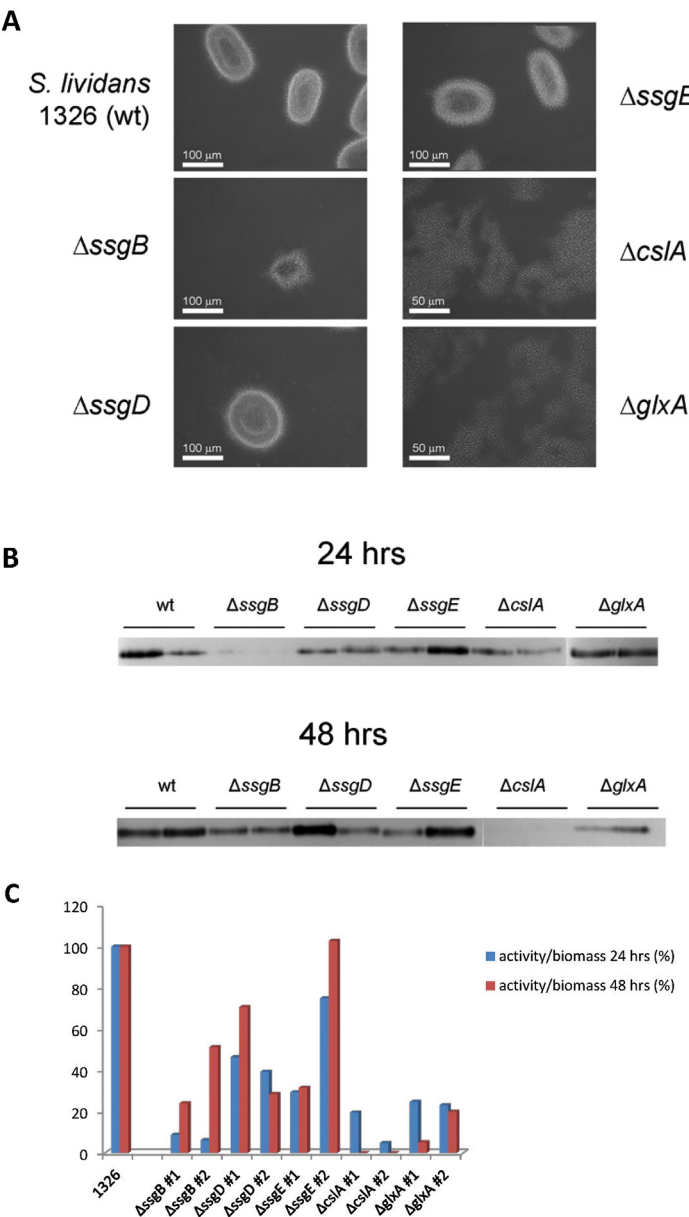 A
S. lividans
1326 (wt)
100 µm
100 µm
ΔssgE
ΔssgB
100 µm
50 µm
ΔcslA
ΔssgD
100 µm
50 µm
ΔglxA
B
24 hrs
wt ΔssgB ΔssgD ΔssgE ΔcslA ΔglxA
48 hrs
wt ΔssgB ΔssgD ΔssgE ΔcslA ΔglxA
C
120
100
80
60
40
20
0
activity/biomass 24 hrs (%)
activity/biomass 48 hrs (%)
1326
ΔssgB #1
ΔssgB #2
ΔssgD #1
ΔssgD #2
ΔssgE #1
ΔssgE #2
ΔcslA #1
ΔcslA #2
ΔglxA #1
ΔglxA #2